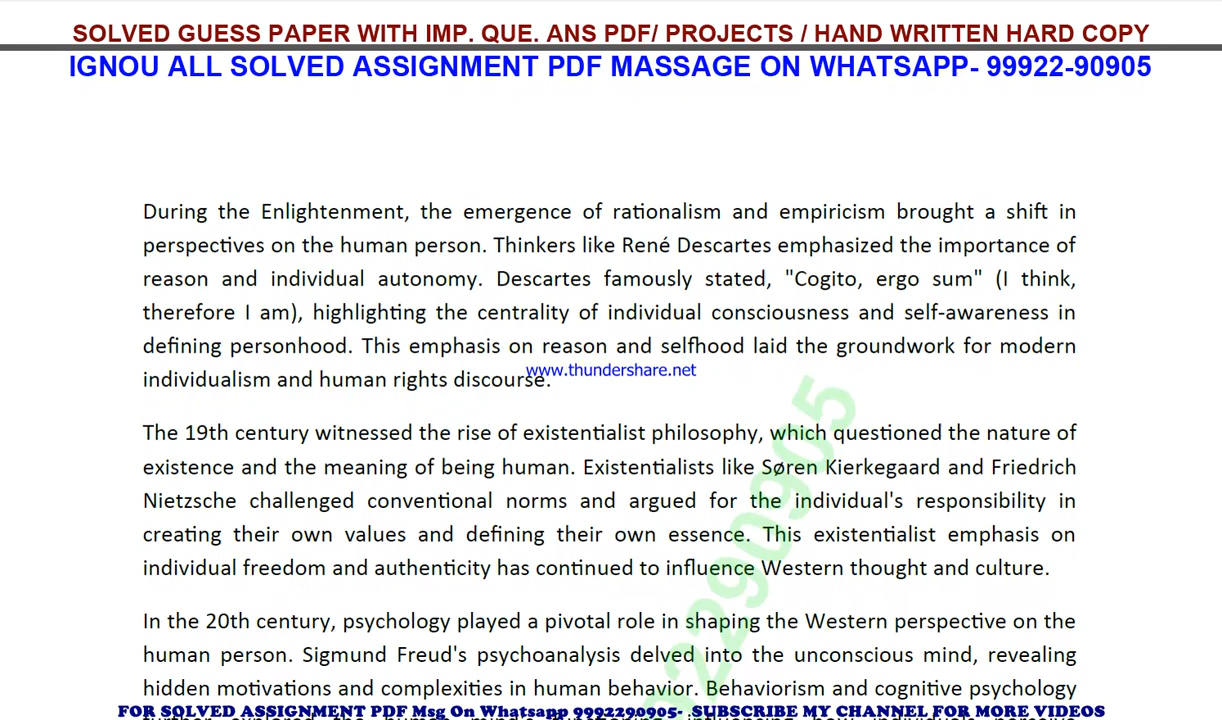 SOLVED GUESS PAPER WITH IMP. QUE. ANS PDF/ PROJECTS / HAND WRITTEN HARD COPY
IGNOU ALL SOLVED ASSIGNMENT PDF MASSAGE ON WHATSAPP- 99922-90905
During the Enlightenment, the emergence of rationalism and empiricism brought a shift in
perspectives on the human person. Thinkers like René Descartes emphasized the importance of
reason and individual autonomy. Descartes famously stated, "Cogito, ergo sum" (I think,
therefore I am), highlighting the centrality of individual consciousness and self-awareness in
defining personhood. This emphasis on reason and selfhood laid the groundwork for modern
www.thundershare.net
individualism and human rights discourse.
The 19th century witnessed the rise of existentialist philosophy, which questioned the nature of
existence and the meaning of being human. Existentialists like Søren Kierkegaard and Friedrich
Nietzsche challenged conventional norms and argued for the individual's responsibility in
creating their own values and defining their own essence. This existentialist emphasis on
individual freedom and authenticity has continued to influence Western thought and culture.
In the 20th century, psychology played a pivotal role in shaping the Western perspective on the
human person. Sigmund Freud's psychoanalysis delved into the unconscious mind, revealing
hidden motivations and complexities in human behavior. Behaviorism and cognitive psychology
FOR SOLVED ASSIGNMENT PDF Msg On Whatsapp 9992290905- .SUBSCRIBE MY CHANNEL FOR MORE VIDEOS